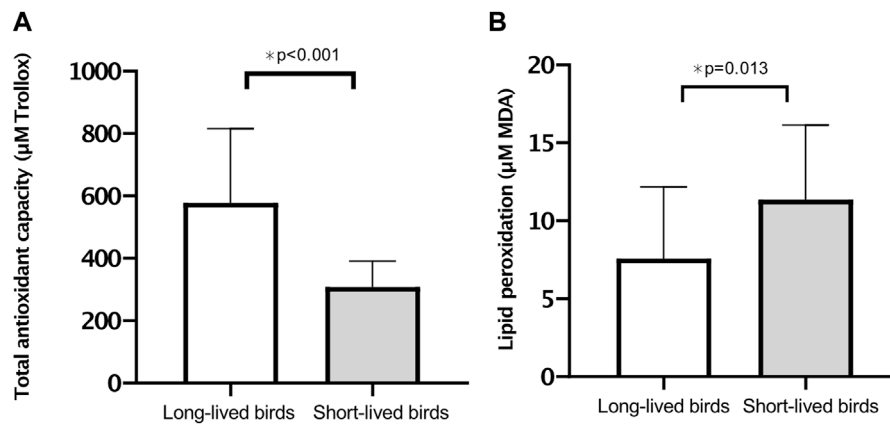 A
Total antioxidant capacity (µM Trollox)
1000
800
600
400
200
0
*p<0.001
Long-lived birds
Short-lived birds
B
Lipid peroxidation (µM MDA)
20
15
10
5
0
*p=0.013
Long-lived birds
Short-lived birds